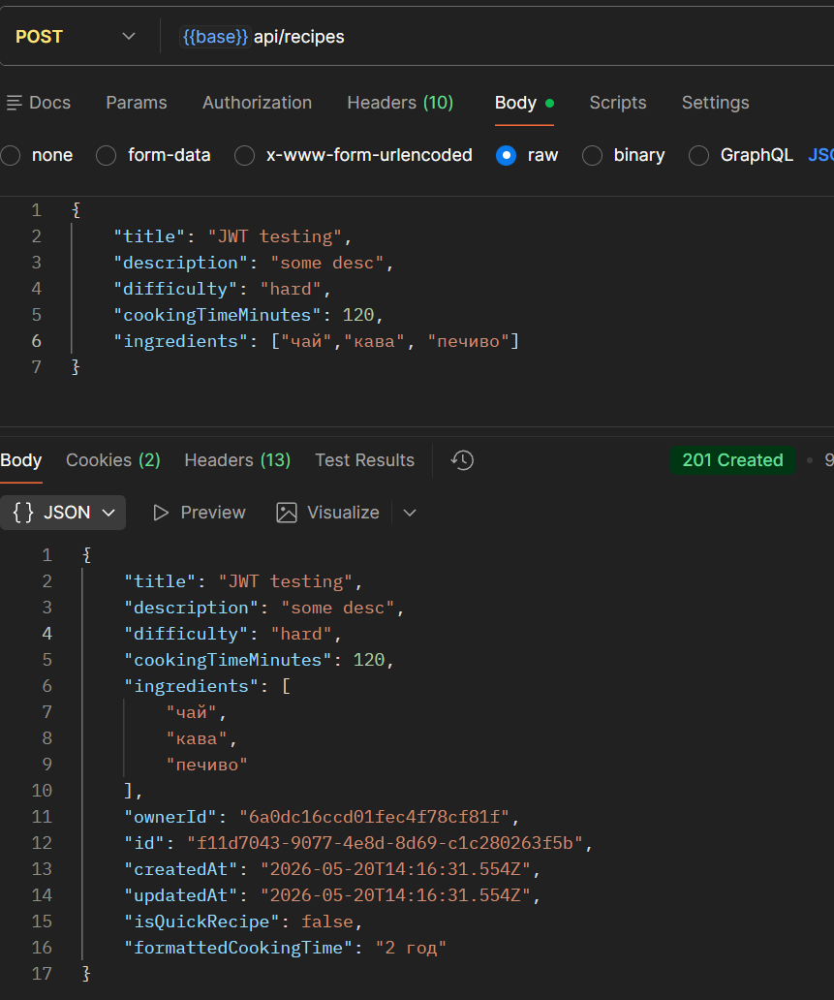 POST {{base}} api/recipes
Docs Params Authorization Headers (10) Body Scripts Settings
none form-data x-www-form-urlencoded raw binary GraphQL
1 {
2 "title": "JWT testing",
3 "description": "some desc",
4 "difficulty": "hard",
5 "cookingTimeMinutes": 120,
6 "ingredients": ["чай","кава", "печиво"]
7 }
Body Cookies (2) Headers (13) Test Results 201 Created • 9
{} JSON Preview Visualize
1 {
2 "title": "JWT testing",
3 "description": "some desc",
4 "difficulty": "hard",
5 "cookingTimeMinutes": 120,
6 "ingredients": [
7 "чай",
8 "кава",
9 "печиво"
10 ],
11 "ownerId": "6a0dc16ccd01fec4f78cf81f",
12 "id": "f11d7043-9077-4e8d-8d69-c1c280263f5b",
13 "createdAt": "2026-05-20T14:16:31.554Z",
14 "updatedAt": "2026-05-20T14:16:31.554Z",
15 "isQuickRecipe": false,
16 "formattedCookingTime": "2 год"
17 }